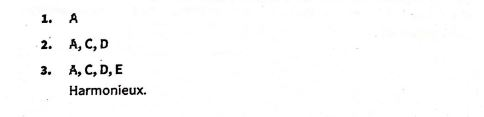 1. A
2. A, C, D
3. A, C, D, E
Harmonieux.